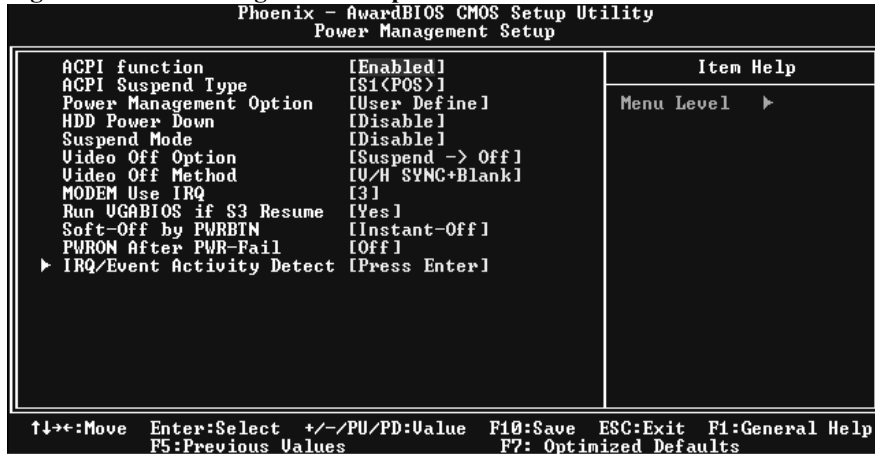 Phoenix - AwardBIOS CMOS Setup Utility
Power Management Setup
ACPI function [Enabled]
ACPI Suspend Type [S1(POS)]
Power Management Option [User Define]
HDD Power Down [Disable]
Suspend Mode [Disable]
Video Off Option [Suspend -> Off]
Video Off Method [V/H SYNC+Blank]
MODEM Use IRQ [3]
Run VGABIOS if S3 Resume [Yes]
Soft-Off by PWRBTN [Instant-Off]
PWRON After PWR-Fail [Off]
▶ IRQ/Event Activity Detect [Press Enter]
Item Help
Menu Level ▶
↑↓→←:Move Enter:Select +/-/PU/PD:Value F10:Save ESC:Exit F1:General Help
F5:Previous Values F7: Optimized Defaults